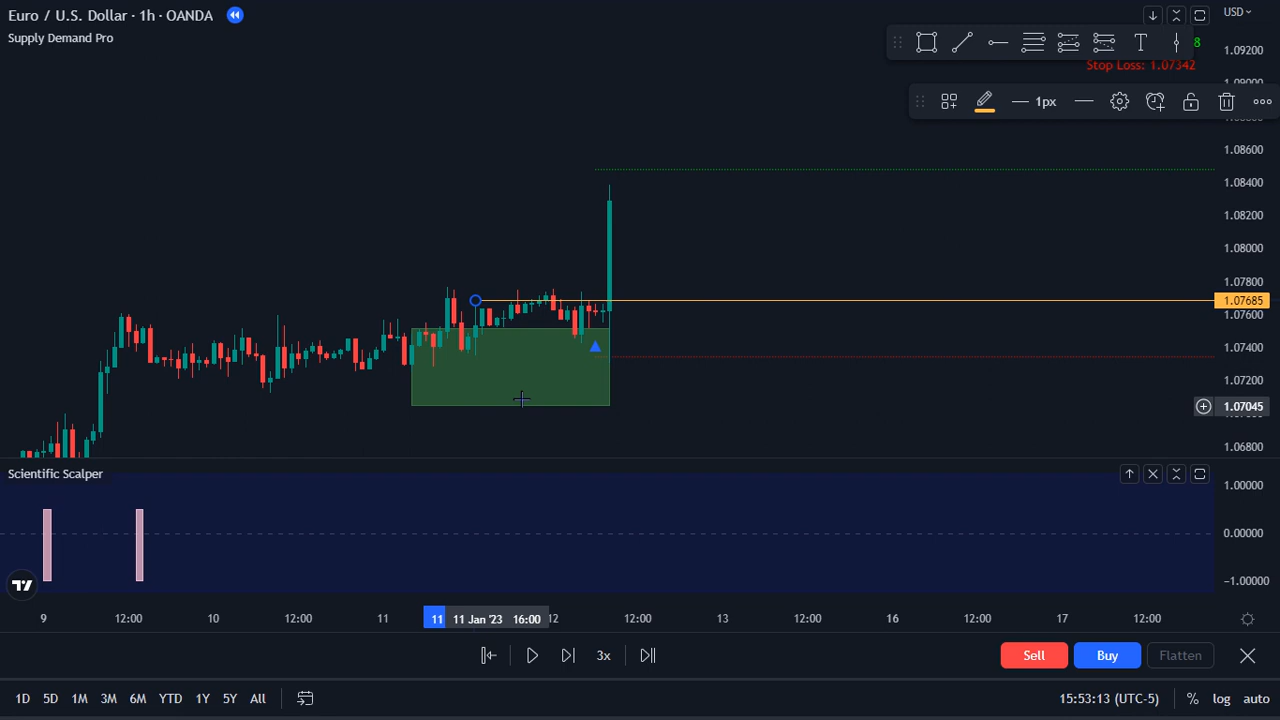 Euro / U.S. Dollar · 1h · OANDA
USD
Supply Demand Pro
8
Stop Loss: 1.07342
1px
1.09200
1.08600
1.08400
1.08200
1.08000
1.07800
1.07685
1.07600
1.07400
1.07200
1.07045
1.06800
Scientific Scalper
1.00000
0.00000
−1.00000
9 12:00 10 12:00 11 11 11 Jan '23 16:00 12 12:00 13 12:00 16 12:00 17 12:00
3x
Sell Buy Flatten
1D 5D 1M 3M 6M YTD 1Y 5Y All
15:53:13 (UTC-5) % log auto